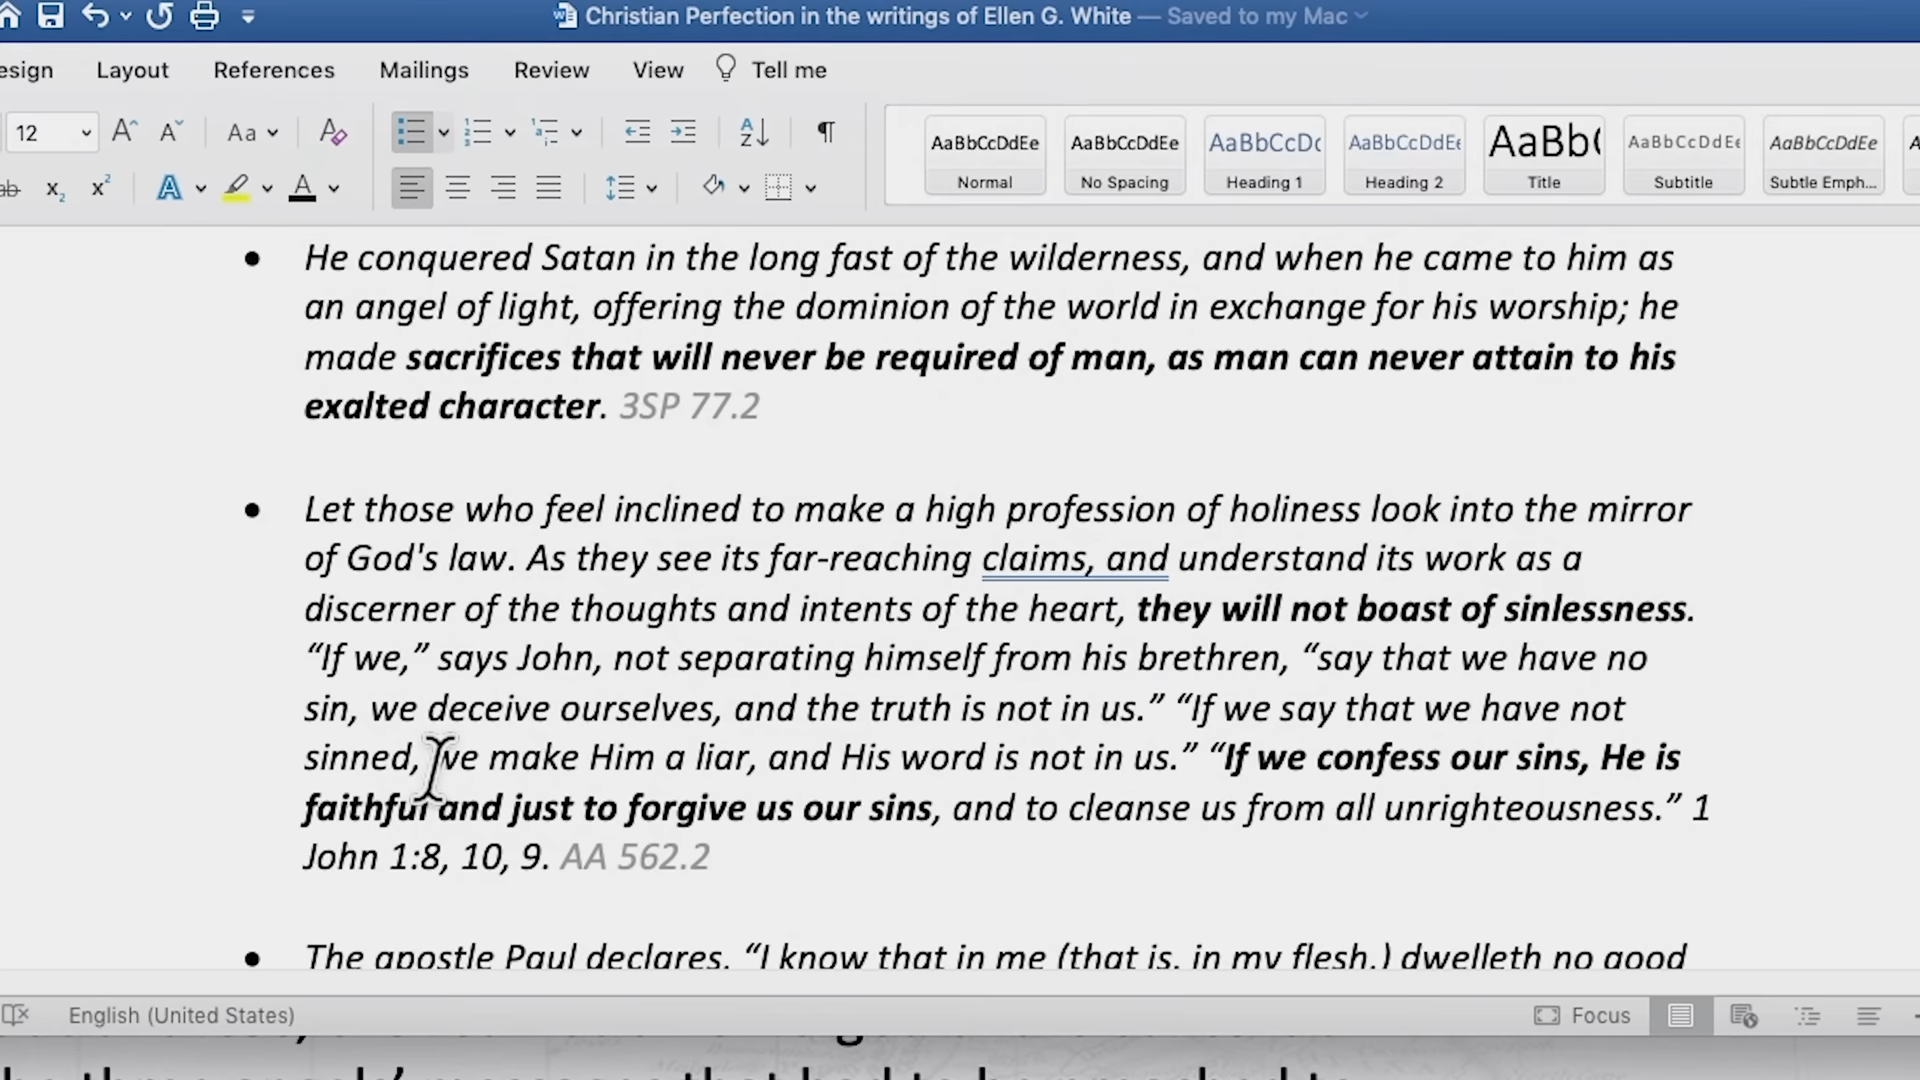 Christian Perfection in the writings of Ellen G. White — Saved to my Mac
esign Layout References Mailings Review View Tell me
12 Aa
AaBbCcDdEe AaBbCcDdEe AaBbCcDc AaBbCcDdEe AaBb( AaBbCcDdEe AaBbCcDdEe
Normal No Spacing Heading 1 Heading 2 Title Subtitle Subtle Emph...
• He conquered Satan in the long fast of the wilderness, and when he came to him as
an angel of light, offering the dominion of the world in exchange for his worship; he
made sacrifices that will never be required of man, as man can never attain to his
exalted character. 3SP 77.2
• Let those who feel inclined to make a high profession of holiness look into the mirror
of God's law. As they see its far-reaching claims, and understand its work as a
discerner of the thoughts and intents of the heart, they will not boast of sinlessness.
“If we,” says John, not separating himself from his brethren, “say that we have no
sin, we deceive ourselves, and the truth is not in us.” “If we say that we have not
sinned, we make Him a liar, and His word is not in us.” “If we confess our sins, He is
faithful and just to forgive us our sins, and to cleanse us from all unrighteousness.” 1
John 1:8, 10, 9. AA 562.2
• The apostle Paul declares, “I know that in me (that is, in my flesh,) dwelleth no good
English (United States) Focus